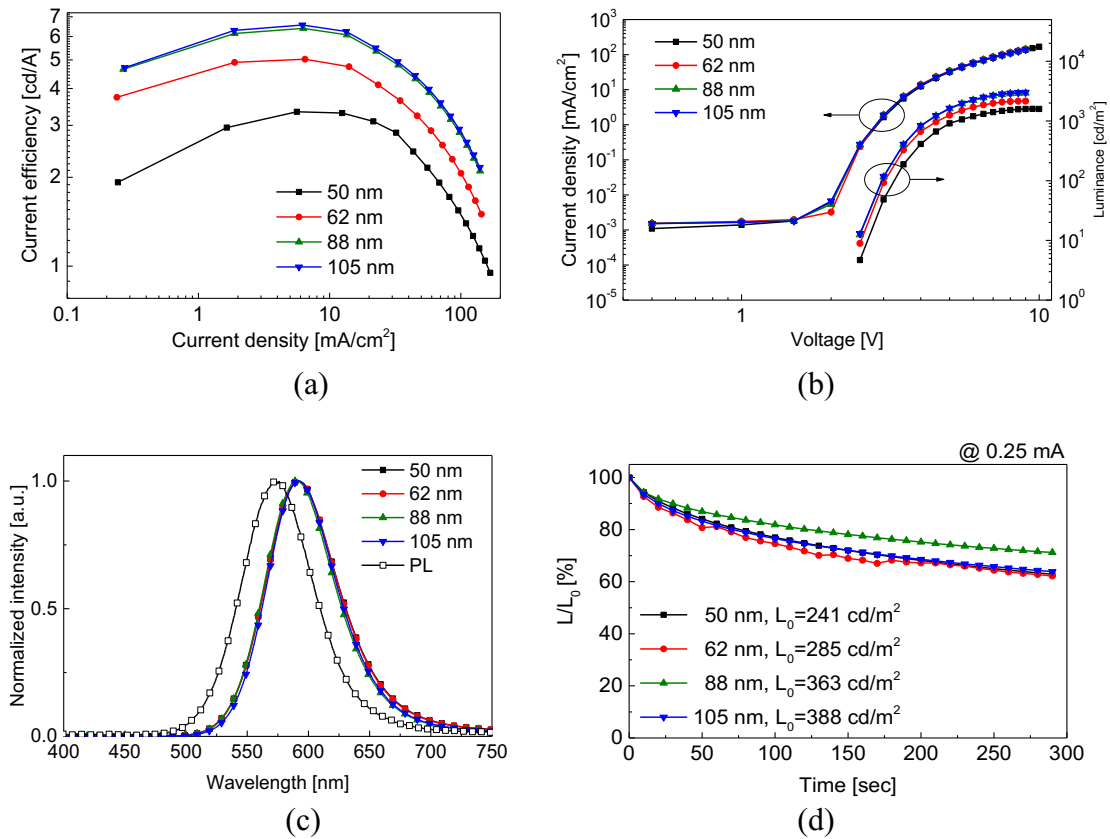 7
6
5
4
3
2
1
0.1
1
10
100
Current efficiency [cd/A]
Current density [mA/cm²]
50 nm
62 nm
88 nm
105 nm
(a)
10³
10²
10¹
10⁰
10⁻¹
10⁻²
10⁻³
10⁻⁴
10⁻⁵
Current density [mA/cm²]
50 nm
62 nm
88 nm
105 nm
10⁴
10³
10²
10¹
10⁰
Luminance [cd/m²]
1
10
Voltage [V]
(b)
1.0
0.5
0.0
Normalized intensity [a.u.]
50 nm
62 nm
88 nm
105 nm
PL
400
450
500
550
600
650
700
750
Wavelength [nm]
(c)
@ 0.25 mA
100
80
60
40
20
0
L/L₀ [%]
50 nm, L₀=241 cd/m²
62 nm, L₀=285 cd/m²
88 nm, L₀=363 cd/m²
105 nm, L₀=388 cd/m²
0
50
100
150
200
250
300
Time [sec]
(d)